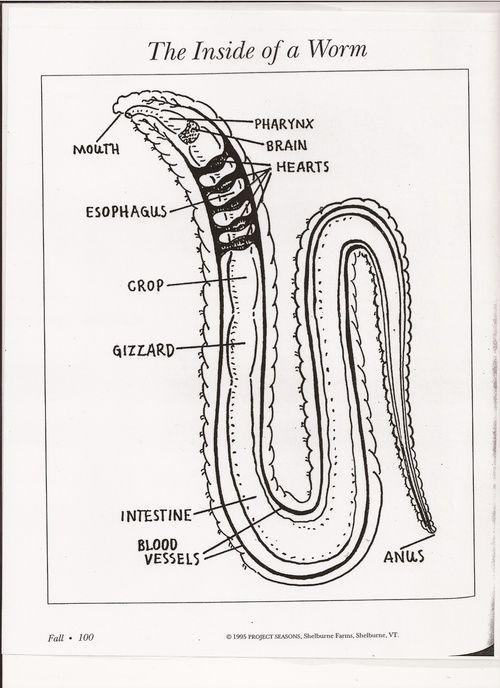 The Inside of a Worm
MOUTH
PHARYNX
BRAIN
HEARTS
ESOPHAGUS
CROP
GIZZARD
INTESTINE
BLOOD
VESSELS
ANUS
Fall • 100
© 1995 PROJECT SEASONS, Shelburne Farms, Shelburne, VT.